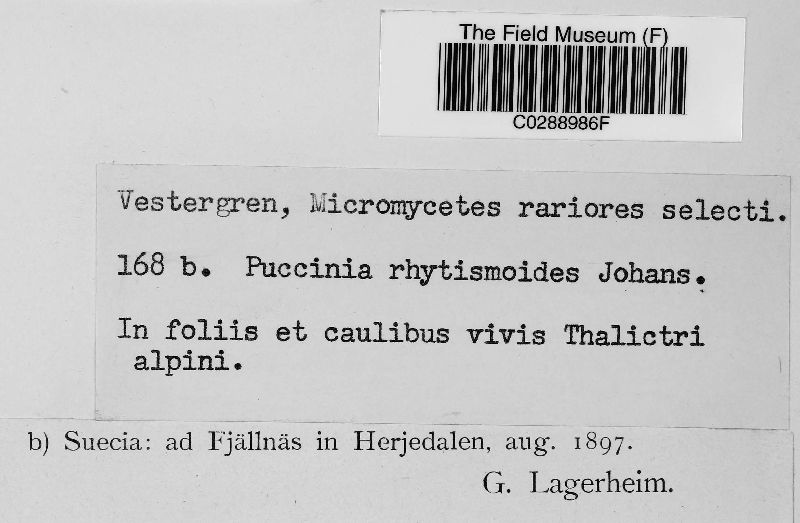 The Field Museum (F)
C0288986F
Vestergren, Micromycetes rariores selecti.
168 b. Puccinia rhytismoides Johans.
In foliis et caulibus vivis Thalictri
alpini.
b) Suecia: ad Fjällnäs in Herjedalen, aug. 1897.
G. Lagerheim.